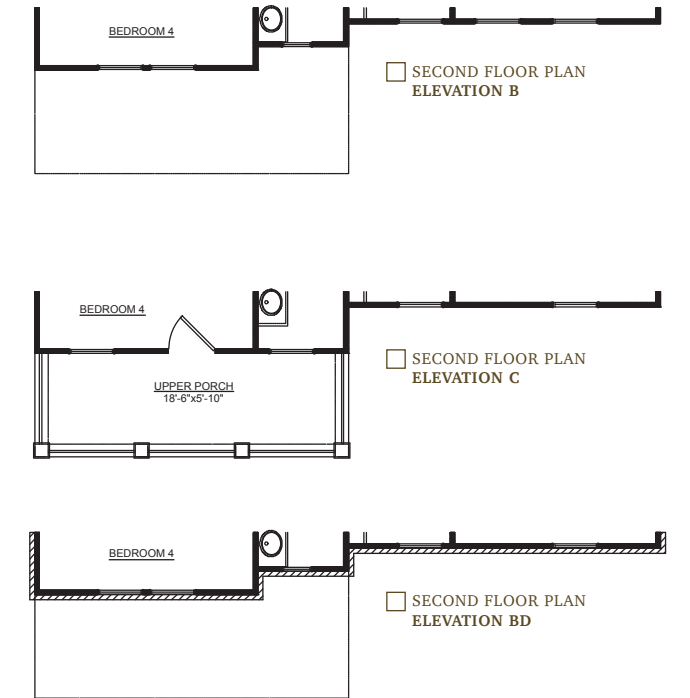 BEDROOM 4
SECOND FLOOR PLAN
ELEVATION B
BEDROOM 4
UPPER PORCH
18'-6"x5'-10"
SECOND FLOOR PLAN
ELEVATION C
BEDROOM 4
SECOND FLOOR PLAN
ELEVATION BD